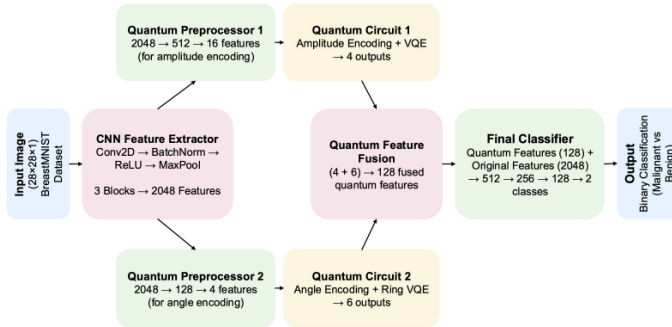 Quantum Preprocessor 1
2048 → 512 → 16 features
(for amplitude encoding)
Quantum Circuit 1
Amplitude Encoding + VQE
→ 4 outputs
Input Image
(28×28×1)
BreastMNIST
Dataset
CNN Feature Extractor
Conv2D → BatchNorm →
ReLU → MaxPool
3 Blocks → 2048 Features
Quantum Feature
Fusion
(4 + 6) → 128 fused
quantum features
Final Classifier
Quantum Features (128) +
Original Features (2048)
→ 512 → 256 → 128 → 2
classes
Output
Binary Classification
(Malignant vs
Benign)
Quantum Preprocessor 2
2048 → 128 → 4 features
(for angle encoding)
Quantum Circuit 2
Angle Encoding + Ring VQE
→ 6 outputs